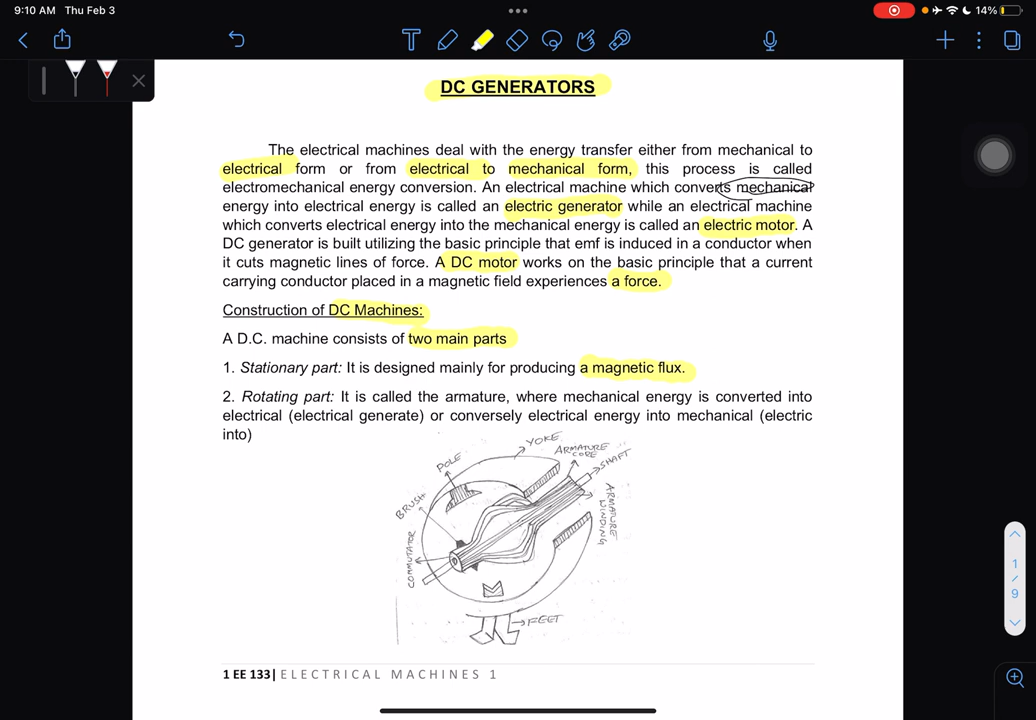 9:10 AM Thu Feb 3
14%
DC GENERATORS
The electrical machines deal with the energy transfer either from mechanical to
electrical form or from electrical to mechanical form, this process is called
electromechanical energy conversion. An electrical machine which converts mechanical
energy into electrical energy is called an electric generator while an electrical machine
which converts electrical energy into the mechanical energy is called an electric motor. A
DC generator is built utilizing the basic principle that emf is induced in a conductor when
it cuts magnetic lines of force. A DC motor works on the basic principle that a current
carrying conductor placed in a magnetic field experiences a force.
Construction of DC Machines:
A D.C. machine consists of two main parts
1. Stationary part: It is designed mainly for producing a magnetic flux.
2. Rotating part: It is called the armature, where mechanical energy is converted into
electrical (electrical generate) or conversely electrical energy into mechanical (electric
into)
YOKE
ARMATURE
CORE
SHAFT
POLE
BRUSH
ARMATURE
WINDING
COMMUTATOR
FEET
1
/
9
1 EE 133| ELECTRICAL MACHINES 1